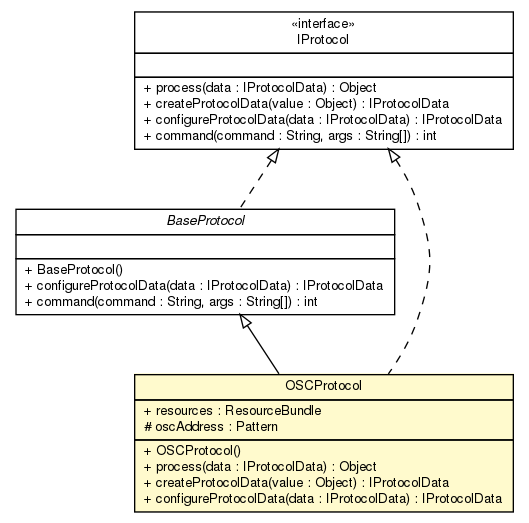 «interface»
IProtocol
+ process(data : IProtocolData) : Object
+ createProtocolData(value : Object) : IProtocolData
+ configureProtocolData(data : IProtocolData) : IProtocolData
+ command(command : String, args : String[]) : int
BaseProtocol
+ BaseProtocol()
+ configureProtocolData(data : IProtocolData) : IProtocolData
+ command(command : String, args : String[]) : int
OSCProtocol
+ resources : ResourceBundle
# oscAddress : Pattern
+ OSCProtocol()
+ process(data : IProtocolData) : Object
+ createProtocolData(value : Object) : IProtocolData
+ configureProtocolData(data : IProtocolData) : IProtocolData